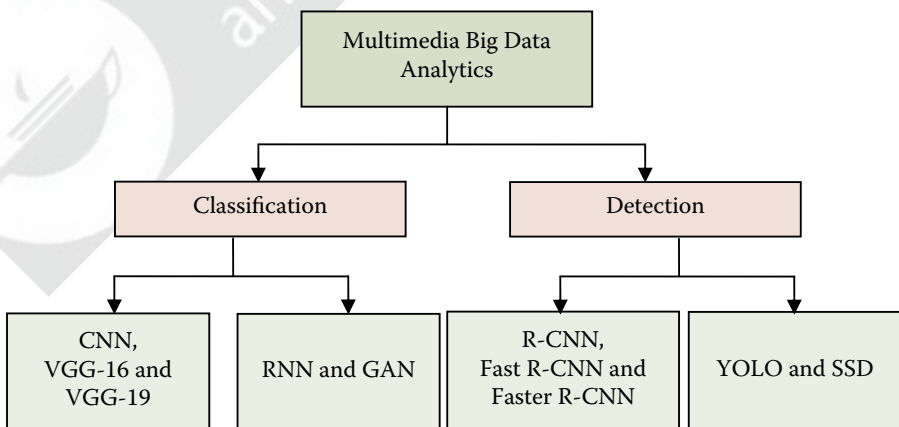 Multimedia Big Data
Analytics
Classification
Detection
CNN,
VGG-16 and
VGG-19
RNN and GAN
R-CNN,
Fast R-CNN and
Faster R-CNN
YOLO and SSD